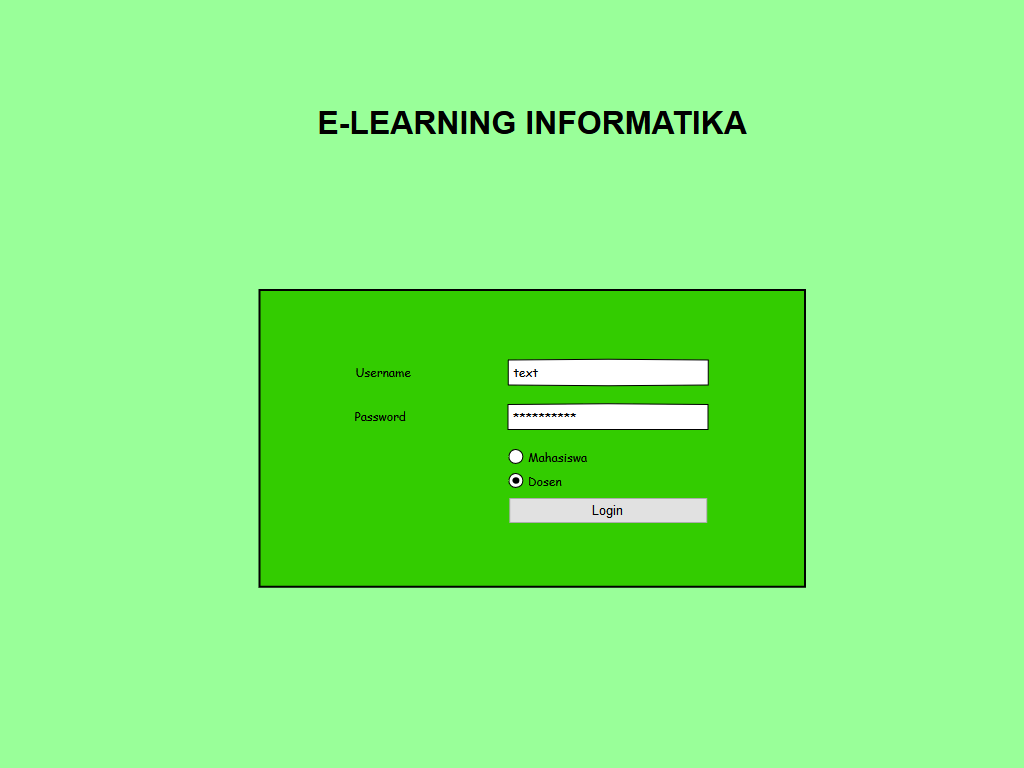 E-LEARNING INFORMATIKA
Username text
Password **********
Mahasiswa
Dosen
Login